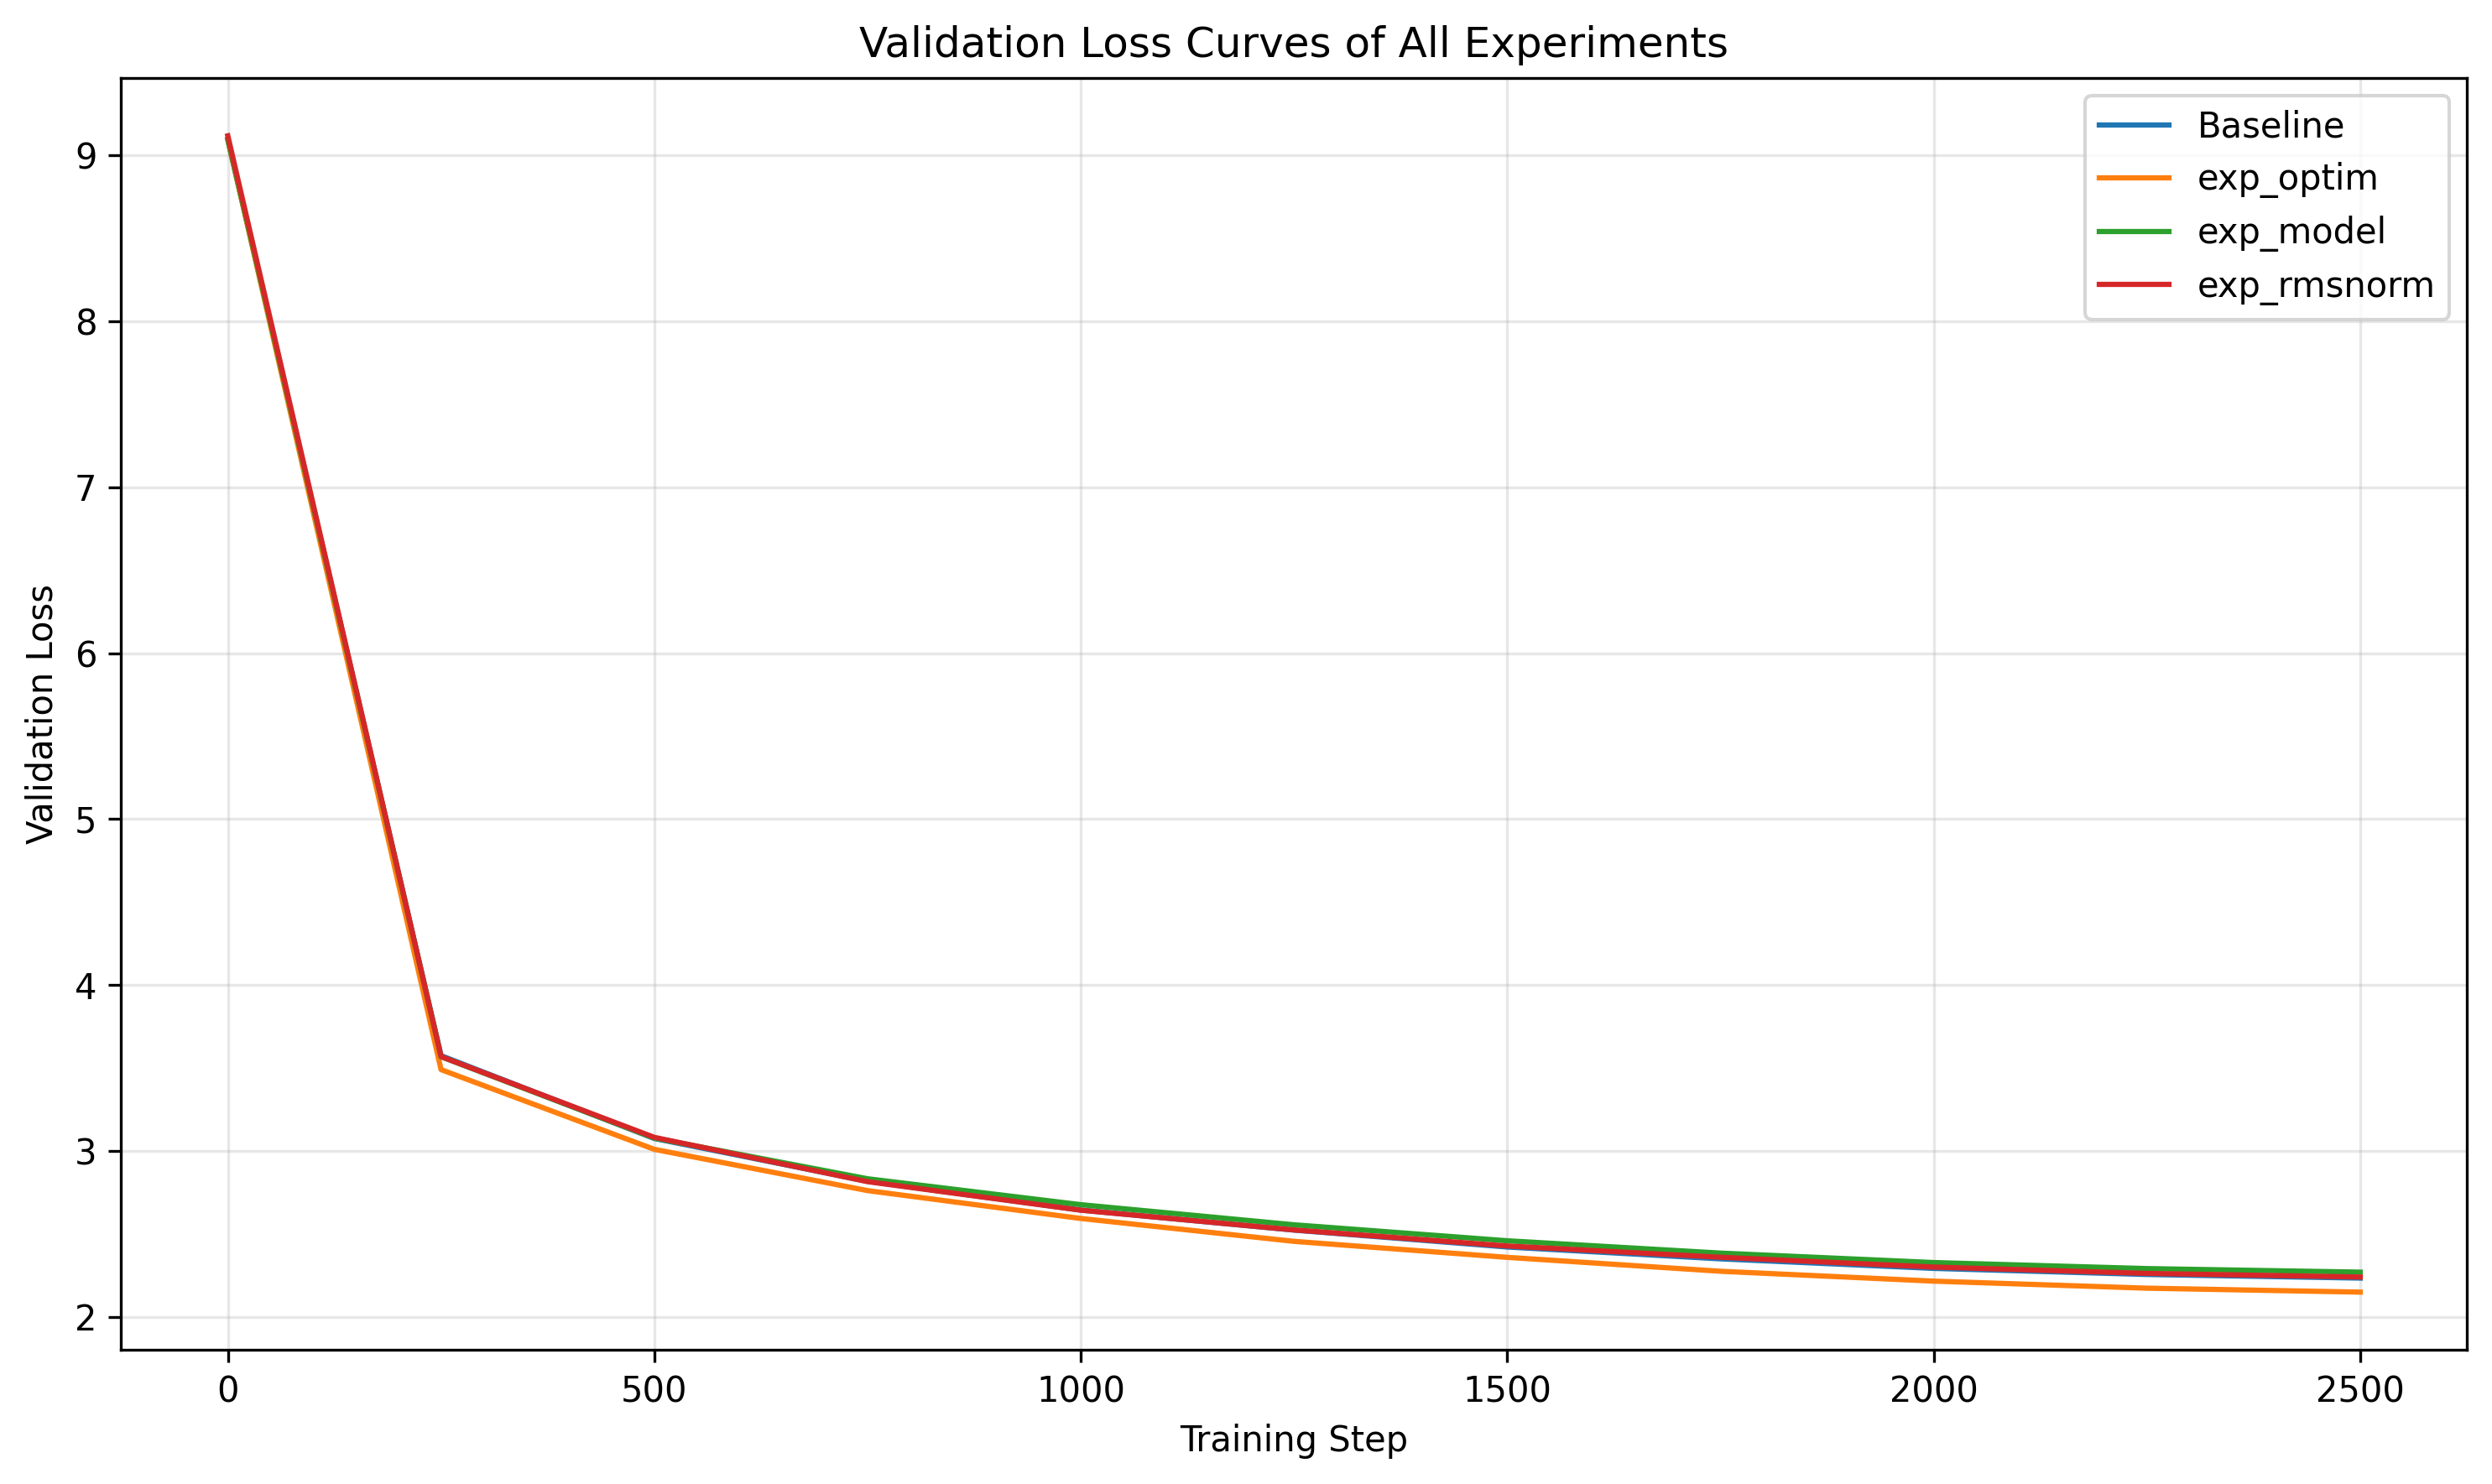 Validation Loss Curves of All Experiments
Baseline
exp_optim
exp_model
exp_rmsnorm
Validation Loss
9
8
7
6
5
4
3
2
0 500 1000 1500 2000 2500
Training Step